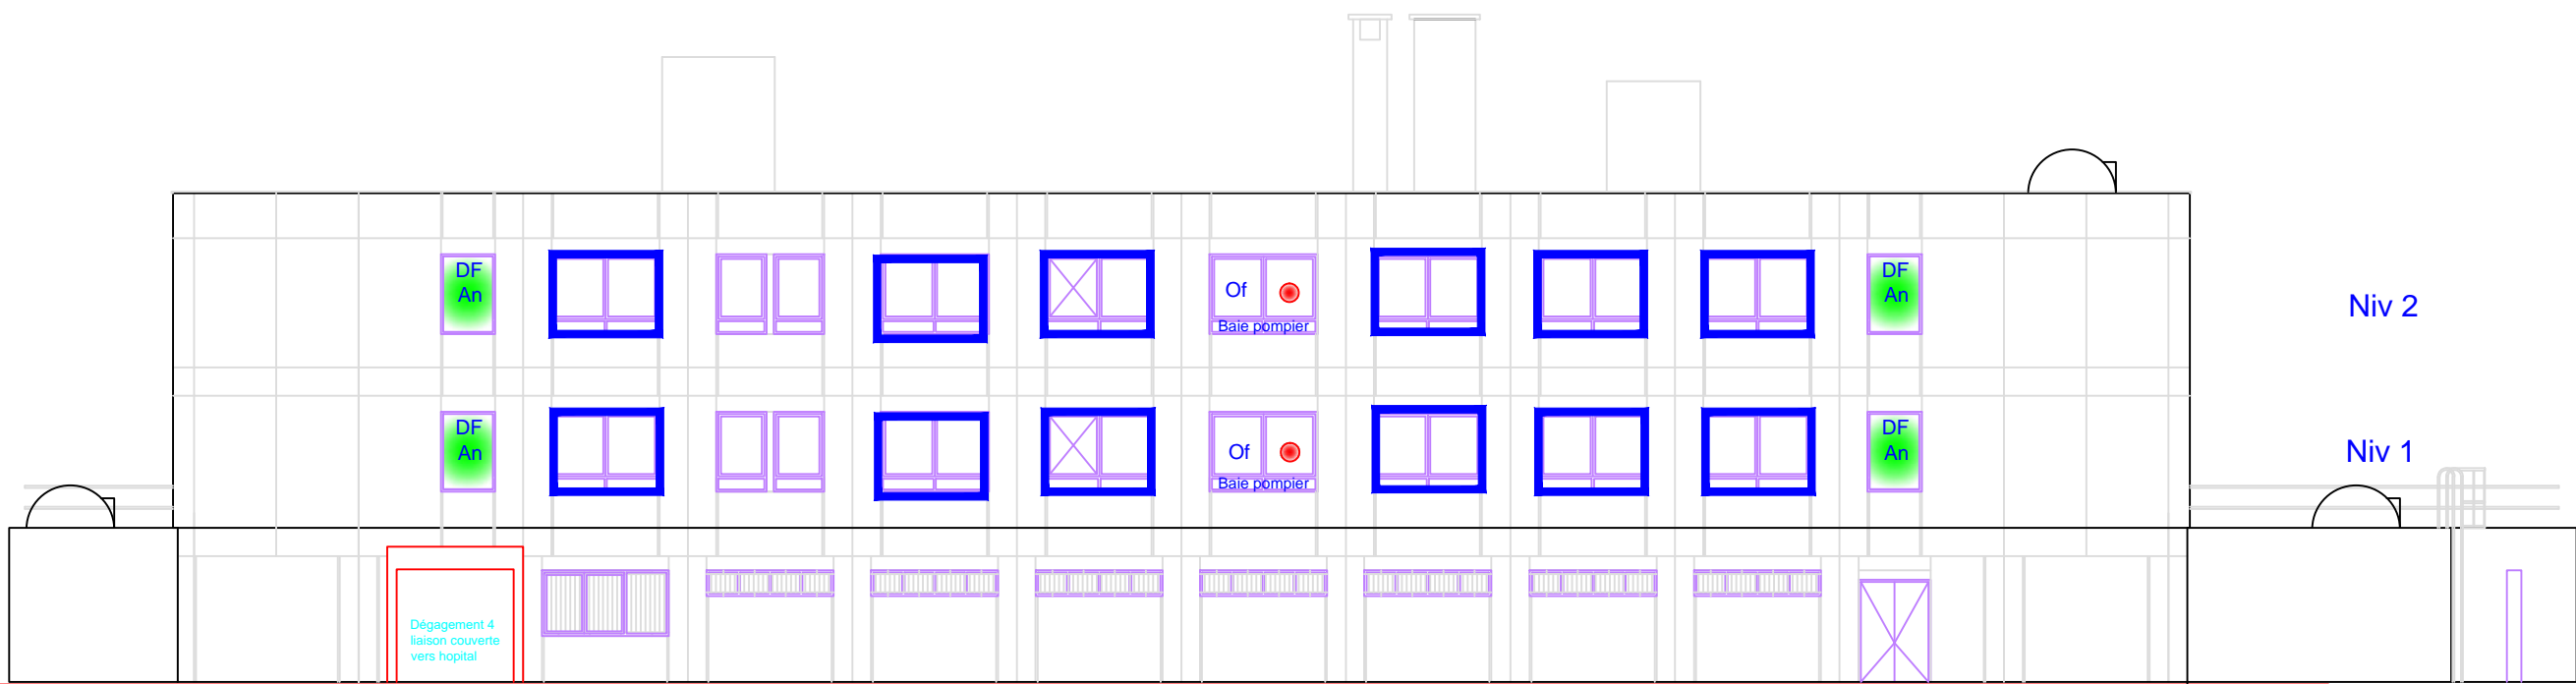 DF
An
Of
Baie pompier
DF
An
Niv 2
DF
An
Of
Baie pompier
DF
An
Niv 1
Dégagement 4
liaison couverte
vers hopital